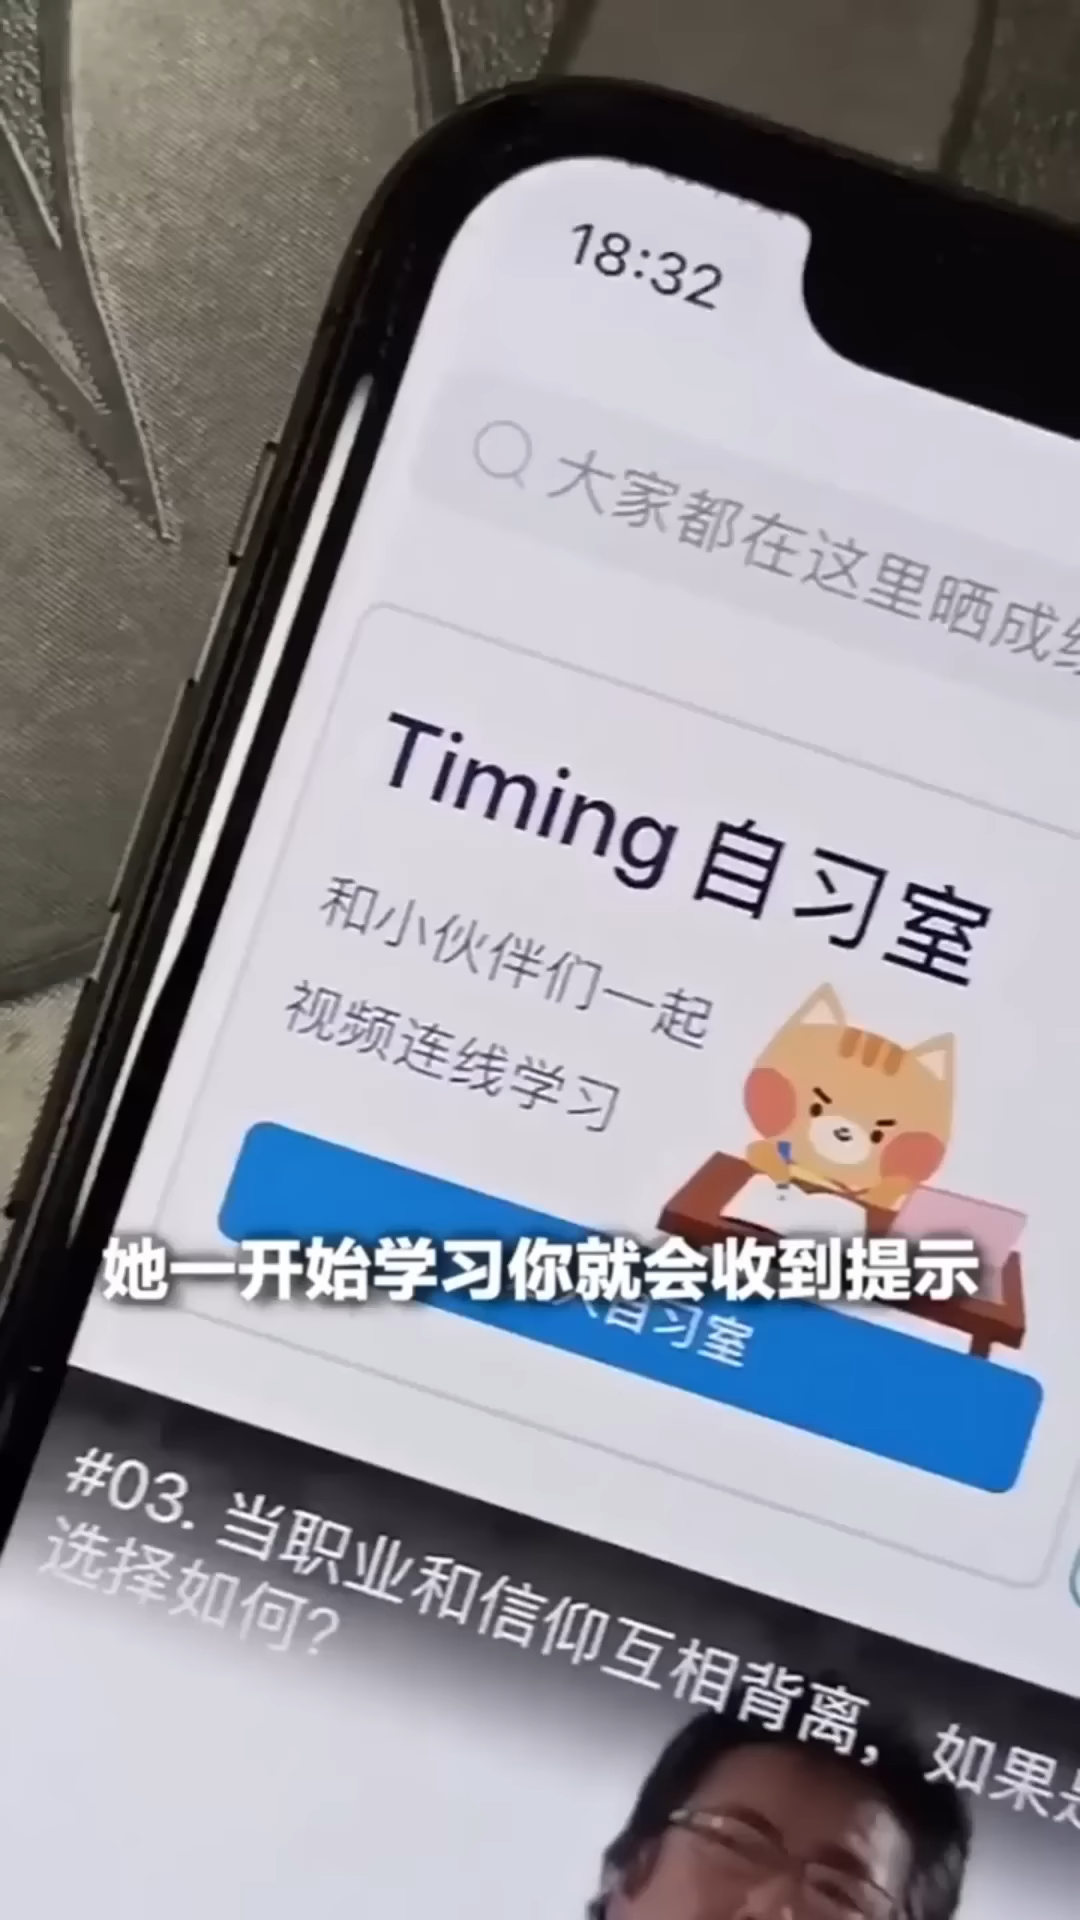 18:32
大家都在这里晒成
Timing 自习室
和小伙伴们一起
视频连线学习
她一开始学习你就会收到提示
自习室
#03. 当职业和信仰互相背离，如果
选择如何？